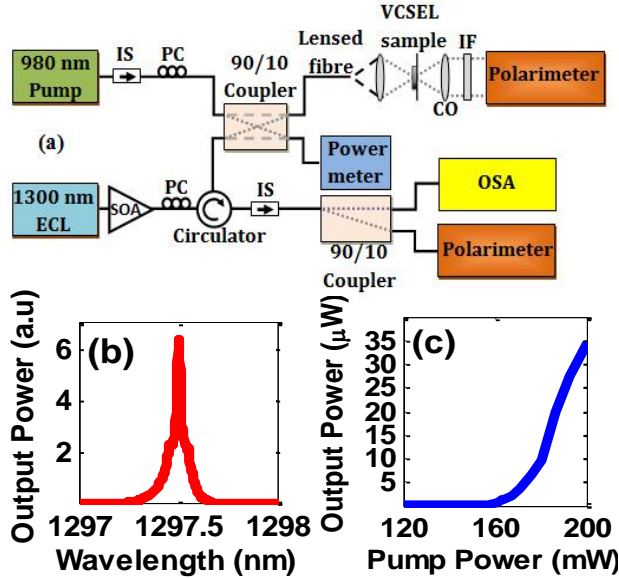 VCSEL
IS
PC
Lensed
fibre
sample
IF
980 nm
Pump
90/10
Coupler
Polarimeter
CO
(a)
Power
meter
OSA
1300 nm
ECL
SOA
PC
IS
Circulator
90/10
Coupler
Polarimeter
Output Power (a.u)
6
4
2
(b)
1297
1297.5
1298
Wavelength (nm)
Output Power (µW)
35
30
25
20
15
10
5
(c)
120
160
200
Pump Power (mW)